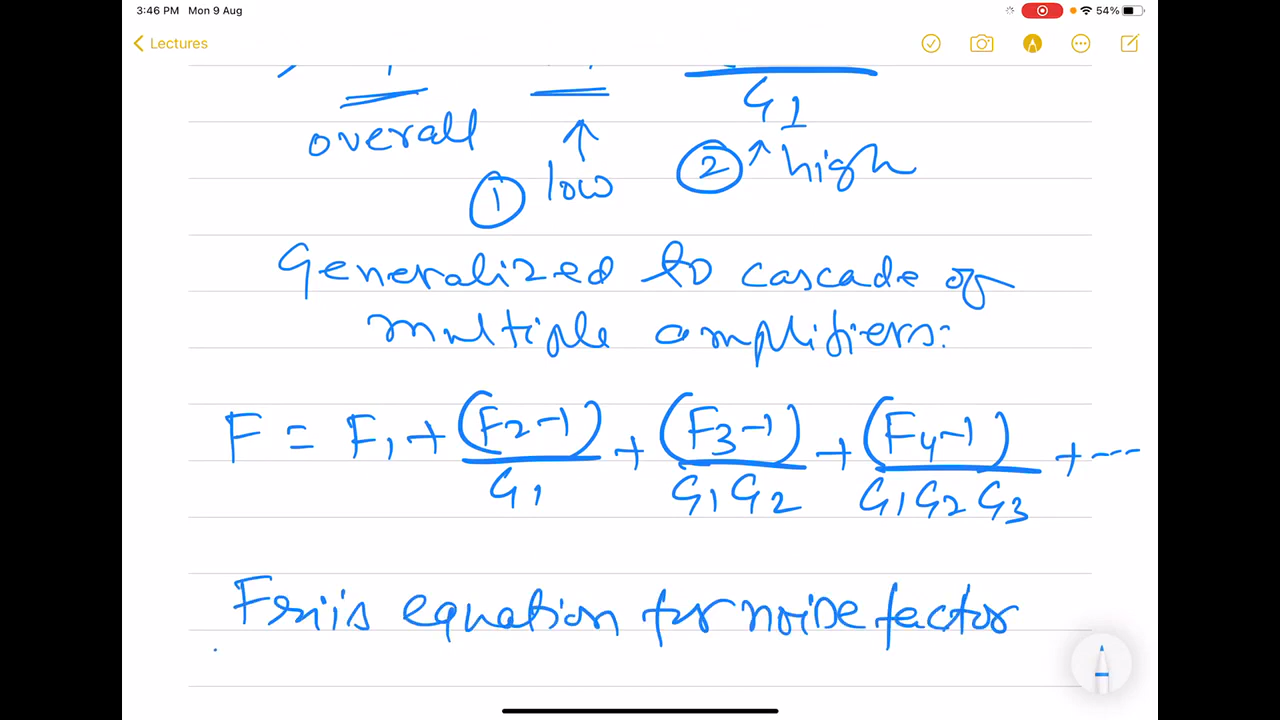 3:46 PM Mon 9 Aug
54%
Lectures
G1
overall
① low
② high
Generalized to cascade of
multiple amplifiers:
F = F1 + (F2-1)/G1 + (F3-1)/G1G2 + (F4-1)/G1G2G3 + ---
Friis equation for noise factor